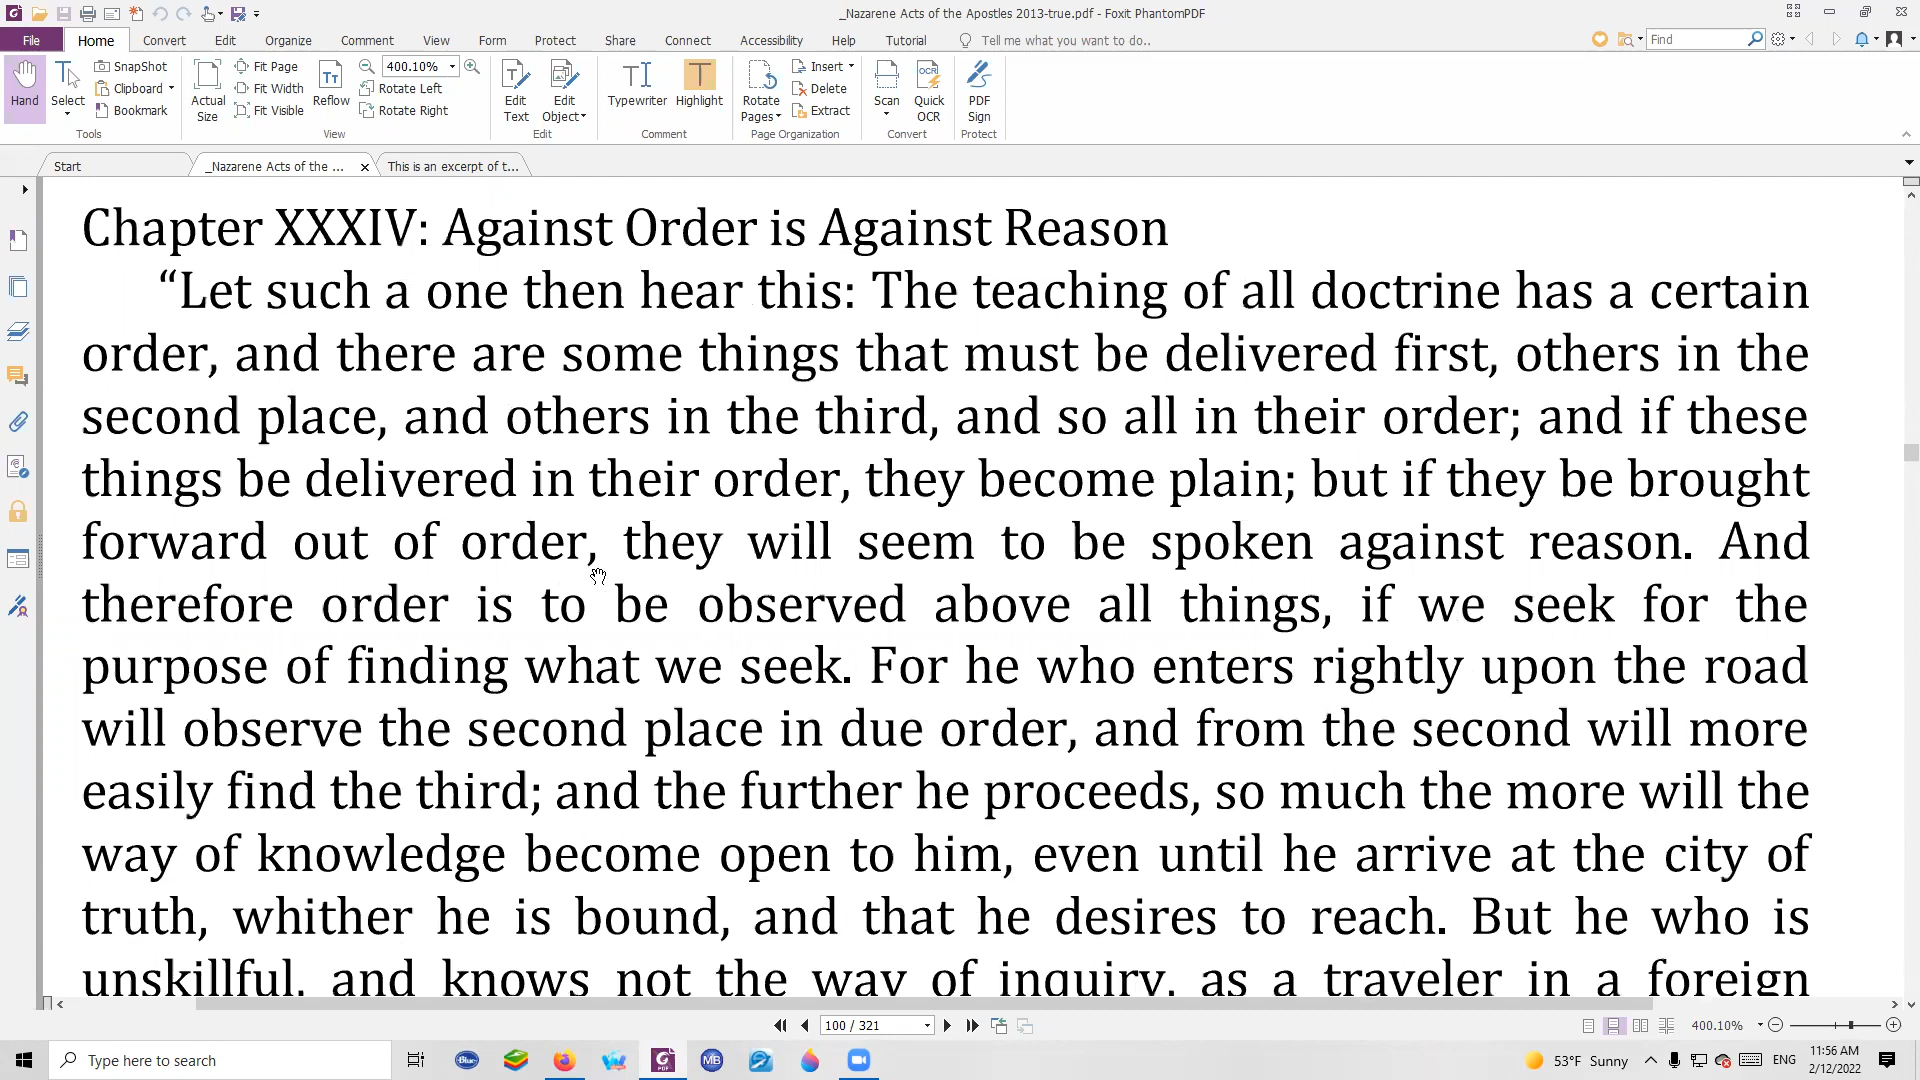 _Nazarene Acts of the Apostles 2013-true.pdf - Foxit PhantomPDF
File Home Convert Edit Organize Comment View Form Protect Share Connect Accessibility Help Tutorial Tell me what you want to do.. Find
Hand
Select
SnapShot
Clipboard
Bookmark
Tools
Actual Size
Fit Page
Fit Width
Fit Visible
Reflow
400.10%
Rotate Left
Rotate Right
View
Edit Text
Edit Object
Edit
Typewriter
Highlight
Comment
Rotate Pages
Insert
Delete
Extract
Page Organization
Scan
Quick OCR
Convert
PDF Sign
Protect
Start _Nazarene Acts of the ... This is an excerpt of t...
Chapter XXXIV: Against Order is Against Reason
“Let such a one then hear this: The teaching of all doctrine has a certain
order, and there are some things that must be delivered first, others in the
second place, and others in the third, and so all in their order; and if these
things be delivered in their order, they become plain; but if they be brought
forward out of order, they will seem to be spoken against reason. And
therefore order is to be observed above all things, if we seek for the
purpose of finding what we seek. For he who enters rightly upon the road
will observe the second place in due order, and from the second will more
easily find the third; and the further he proceeds, so much the more will the
way of knowledge become open to him, even until he arrive at the city of
truth, whither he is bound, and that he desires to reach. But he who is
unskillful, and knows not the way of inquiry, as a traveler in a foreign
100 / 321
400.10%
Type here to search
53°F Sunny
ENG
11:56 AM
2/12/2022